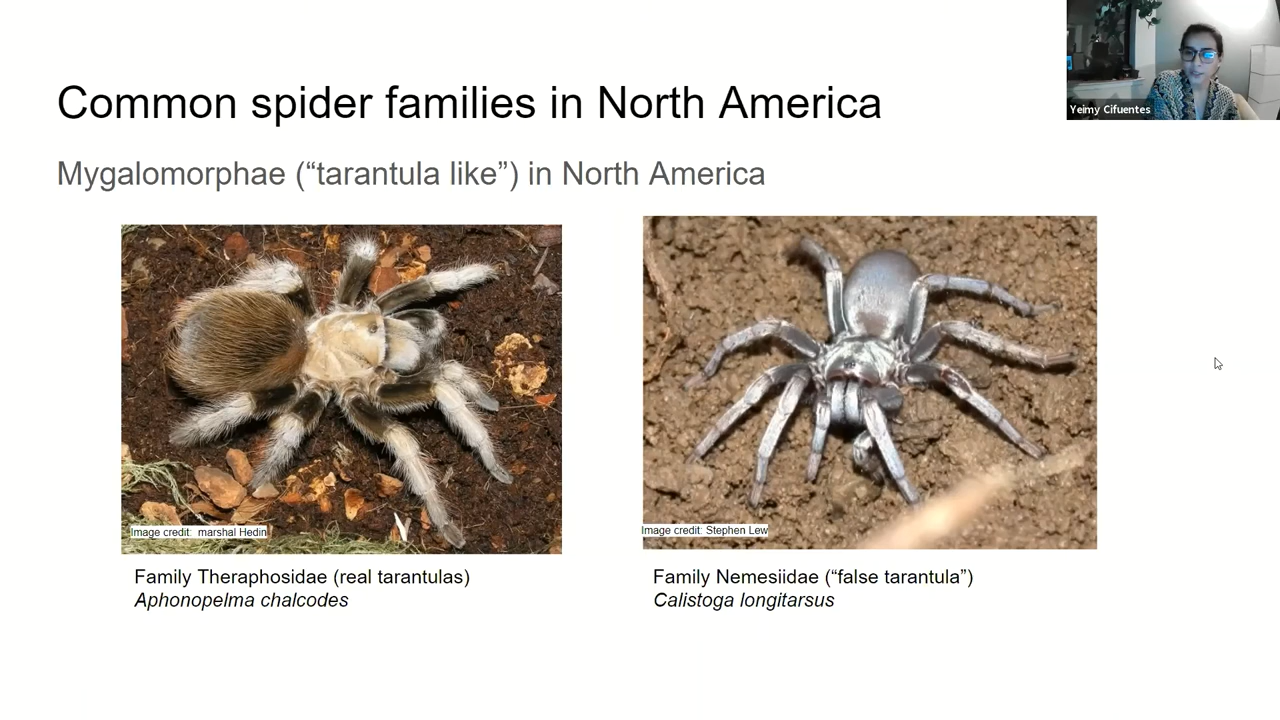 Common spider families in North America
Yeimy Cifuentes
Mygalomorphae (“tarantula like”) in North America
Image credit:  marshal Hedin
Image credit: Stephen Lew
Family Theraphosidae (real tarantulas)
Aphonopelma chalcodes
Family Nemesiidae (“false tarantula”)
Calistoga longitarsus